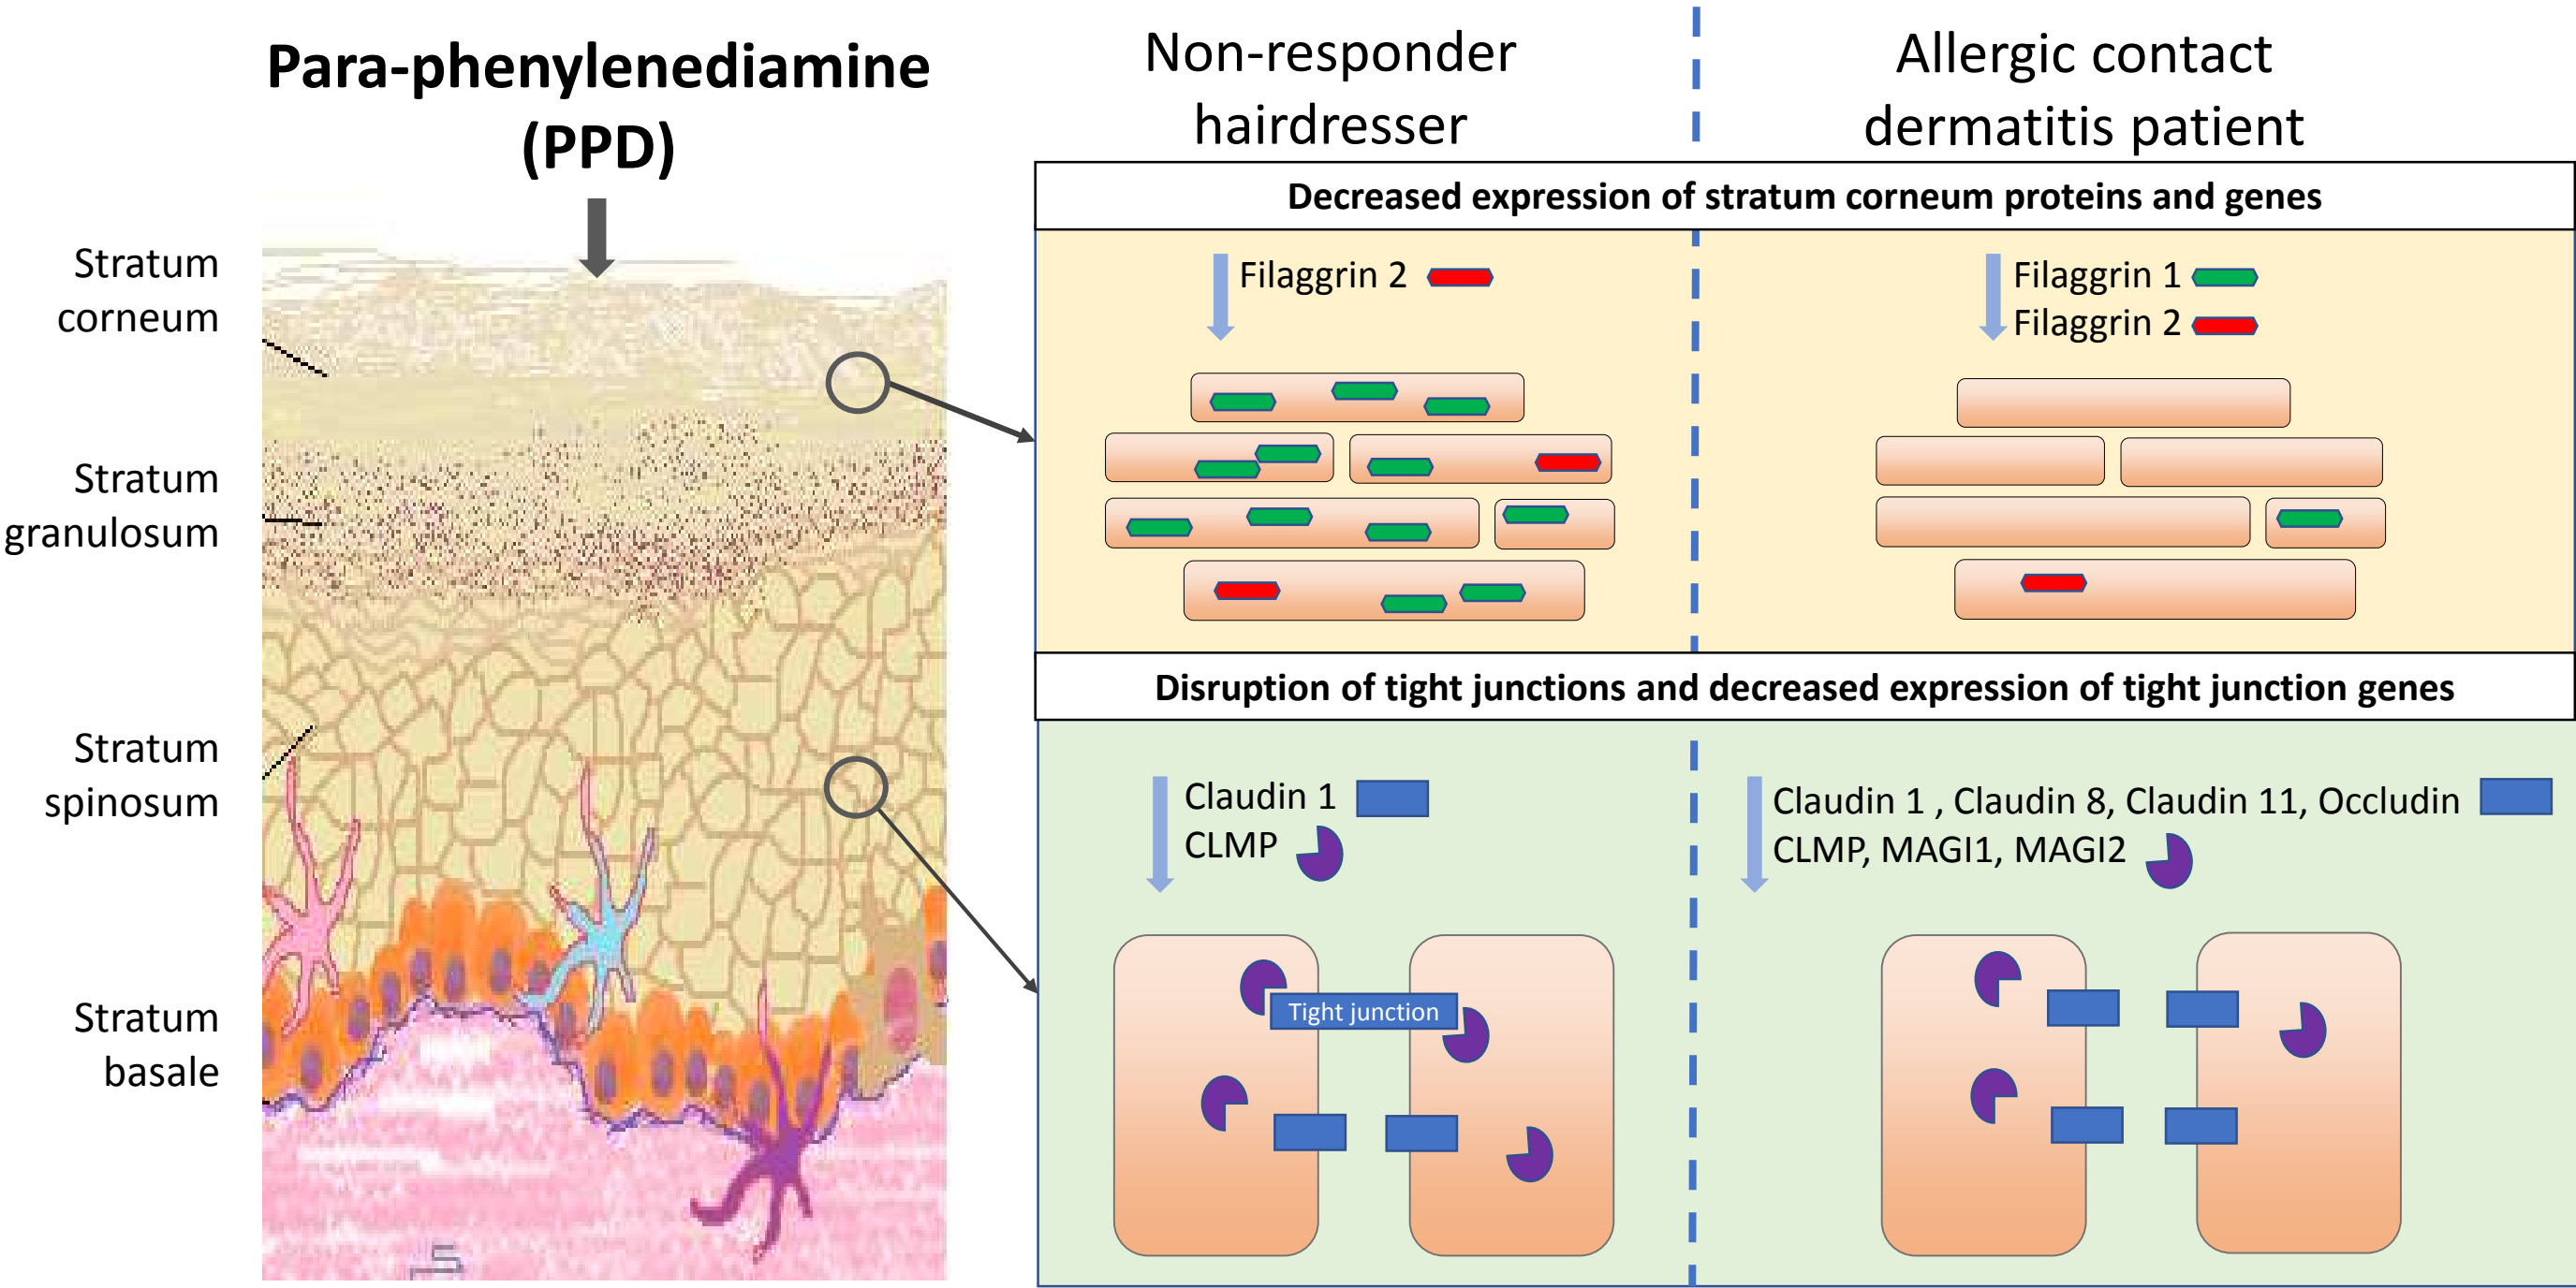 Para-phenylenediamine
(PPD)
Non-responder
hairdresser
Allergic contact
dermatitis patient
Stratum
corneum
Stratum
granulosum
Stratum
spinosum
Stratum
basale
Decreased expression of stratum corneum proteins and genes
Filaggrin 2
Filaggrin 1
Filaggrin 2
Disruption of tight junctions and decreased expression of tight junction genes
Claudin 1
CLMP
Claudin 1 , Claudin 8, Claudin 11, Occludin
CLMP, MAGI1, MAGI2
Tight junction